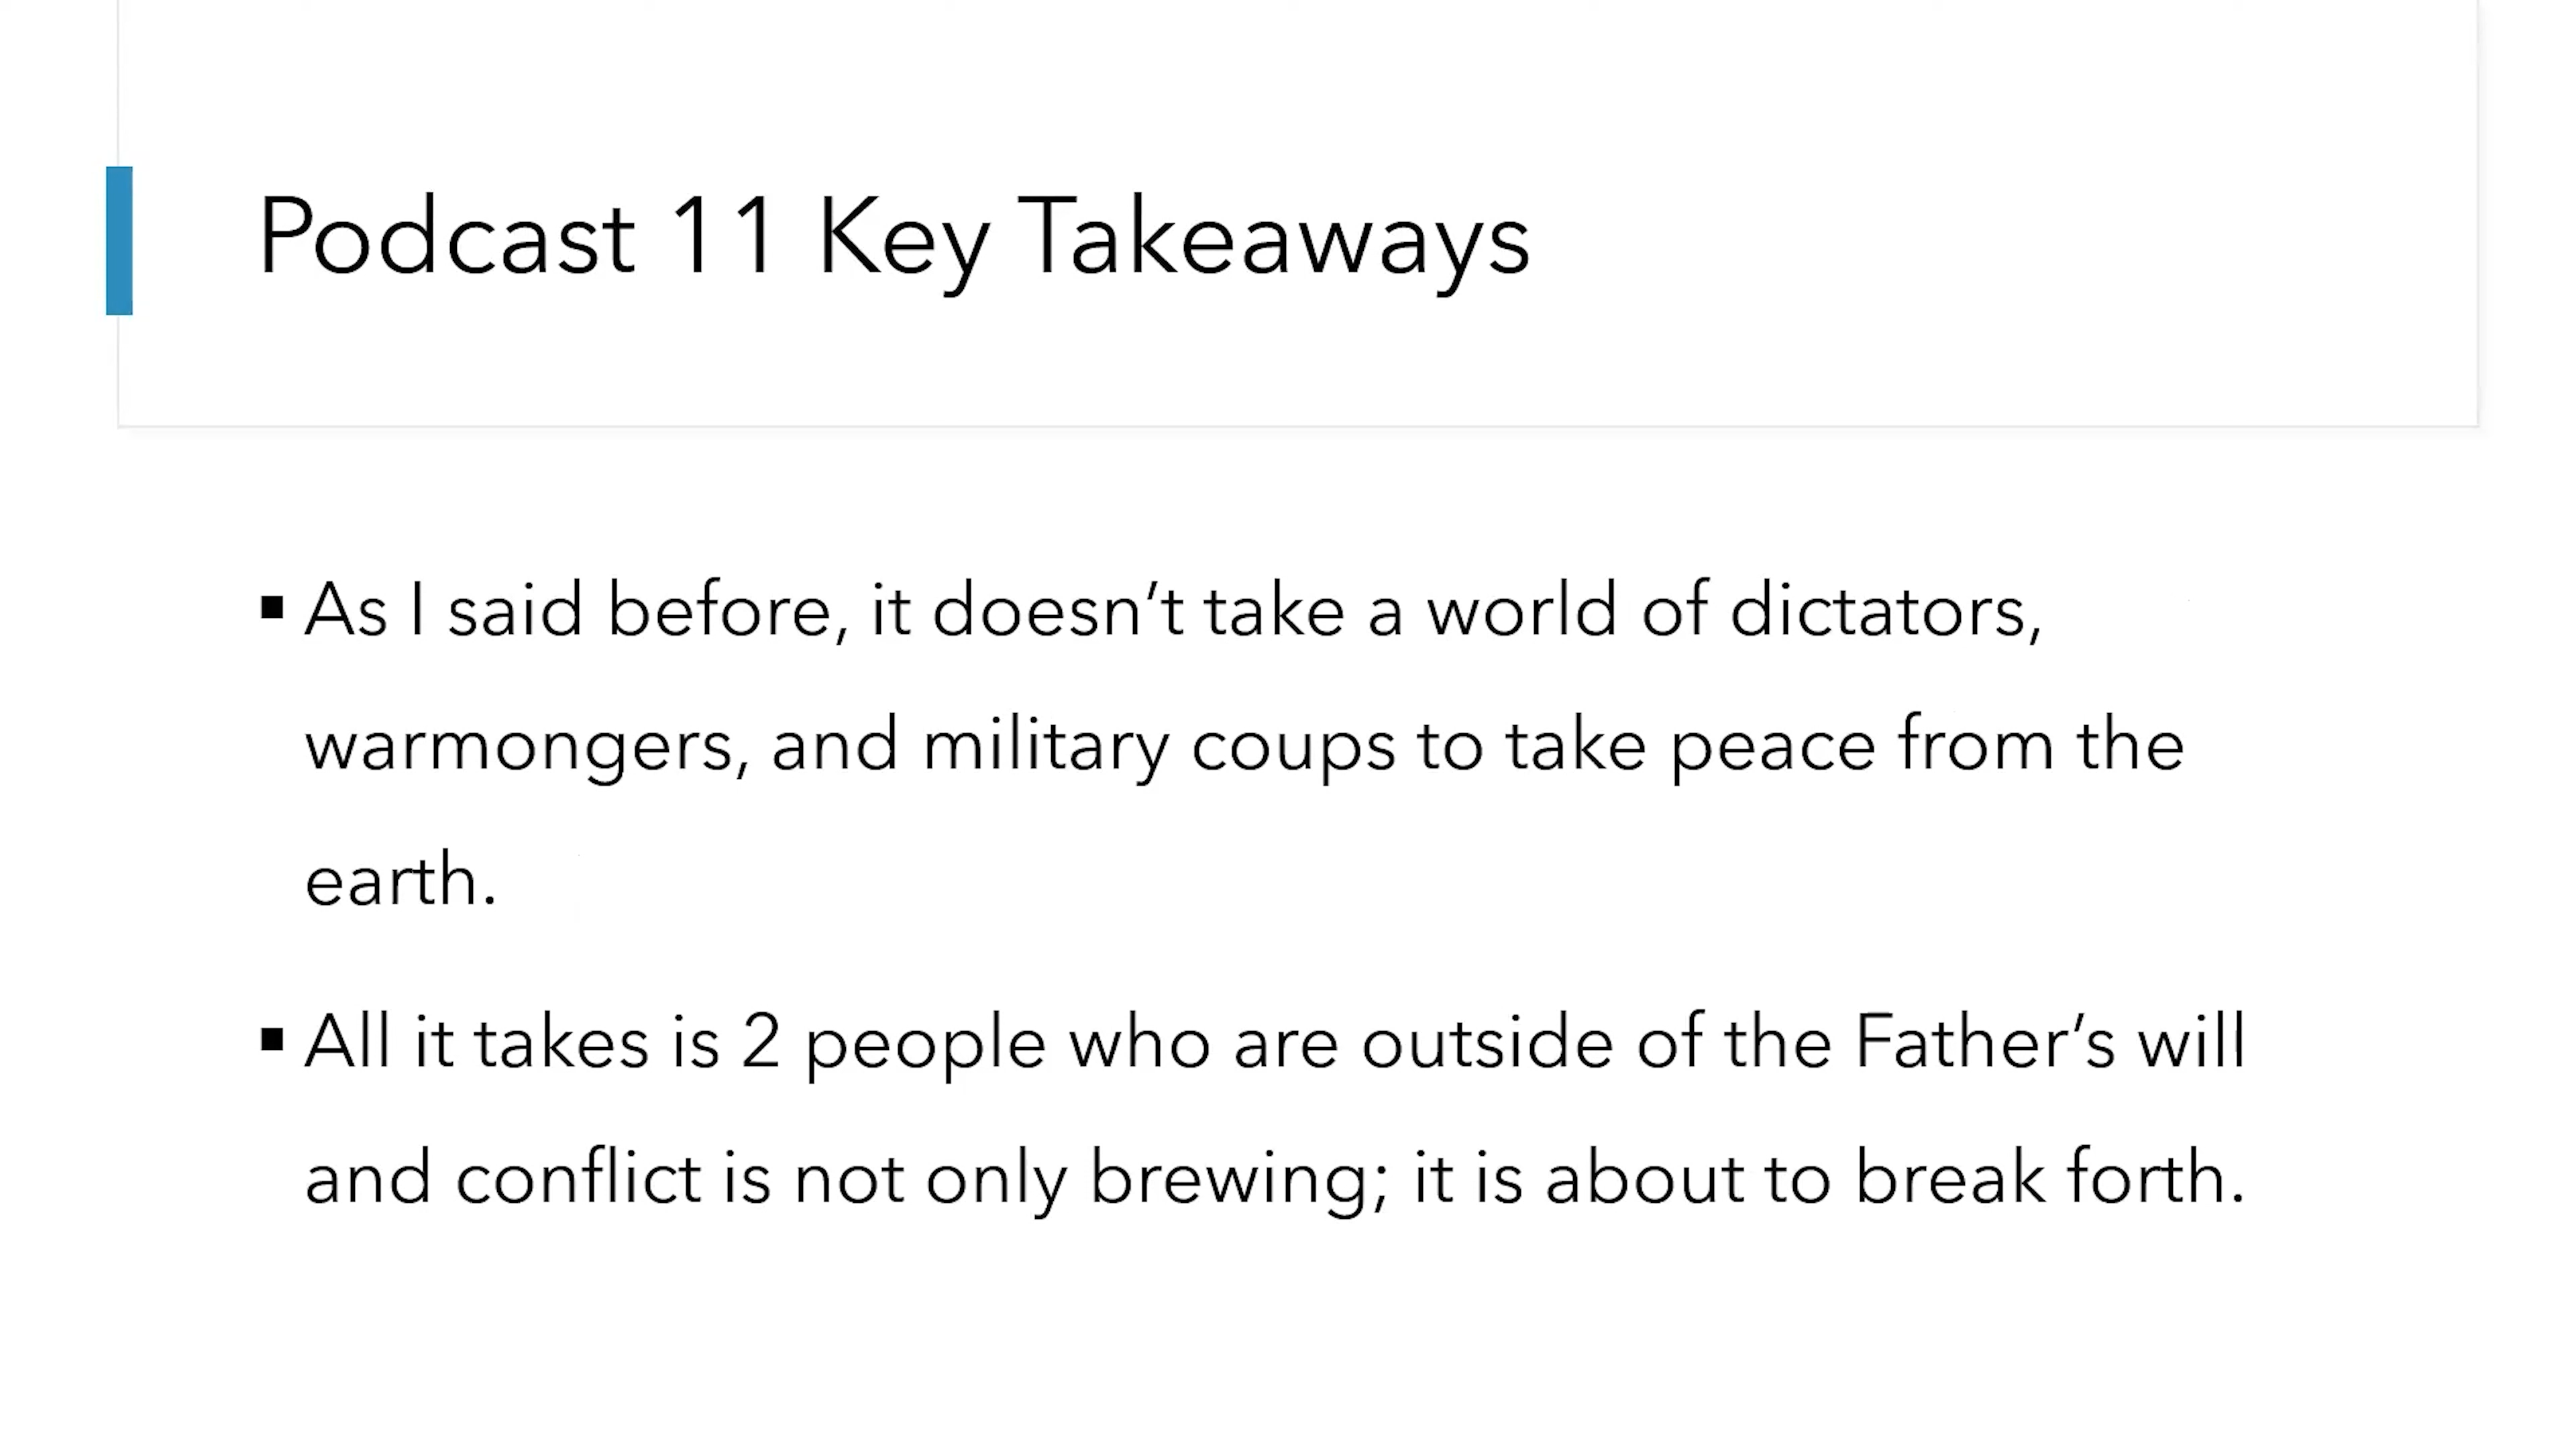 Podcast 11 Key Takeaways
▪ As I said before, it doesn’t take a world of dictators,
warmongers, and military coups to take peace from the
earth.
▪ All it takes is 2 people who are outside of the Father’s will
and conflict is not only brewing; it is about to break forth.